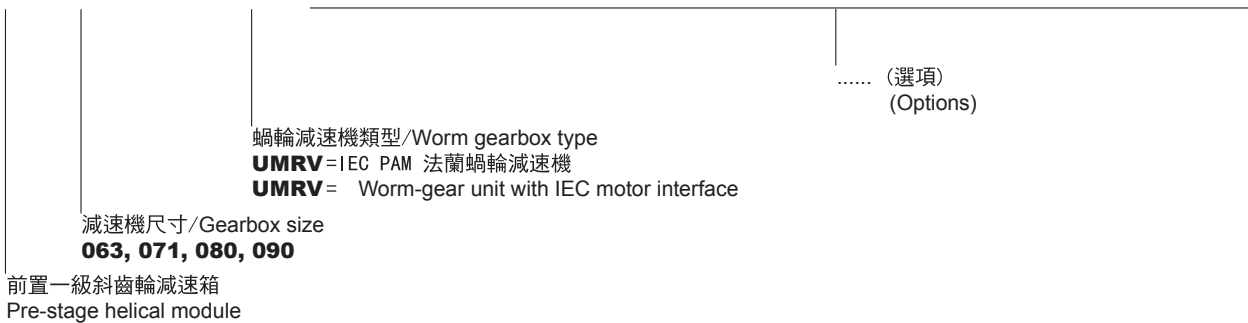 ...... (選項)
(Options)
蝸輪減速機類型/Worm gearbox type
UMRV=IEC PAM 法蘭蝸輪減速機
UMRV= Worm-gear unit with IEC motor interface
減速機尺寸/Gearbox size
063, 071, 080, 090
前置一級斜齒輪減速箱
Pre-stage helical module